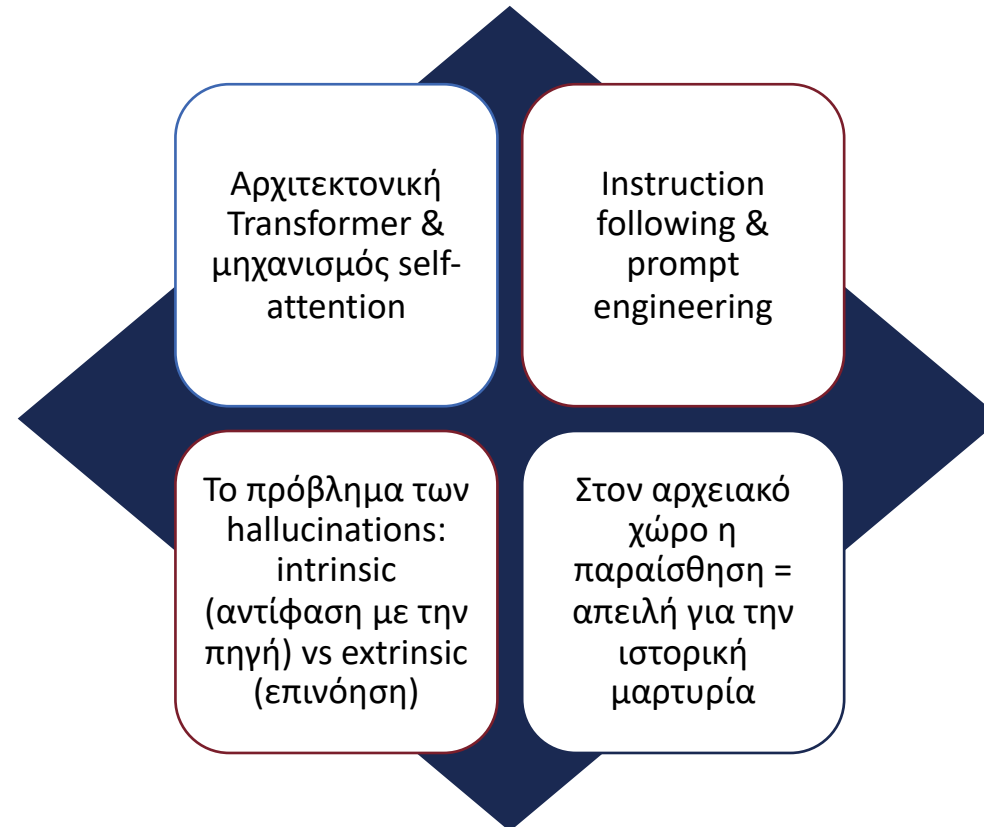 Αρχιτεκτονική
Transformer &
μηχανισμός self-
attention
Instruction
following &
prompt
engineering
Το πρόβλημα των
hallucinations:
intrinsic
(αντίφαση με την
πηγή) vs extrinsic
(επινόηση)
Στον αρχειακό
χώρο η
παραίσθηση =
απειλή για την
ιστορική
μαρτυρία